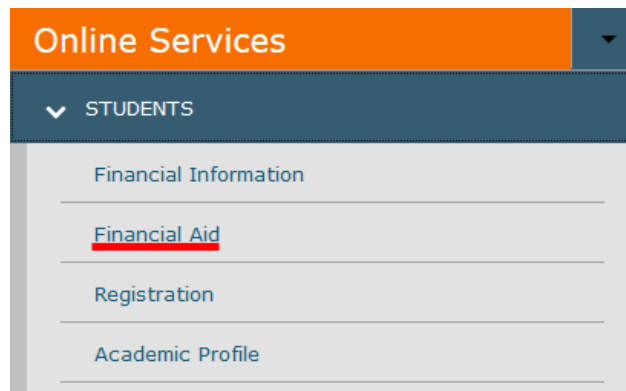 Online Services
STUDENTS
Financial Information
Financial Aid
Registration
Academic Profile